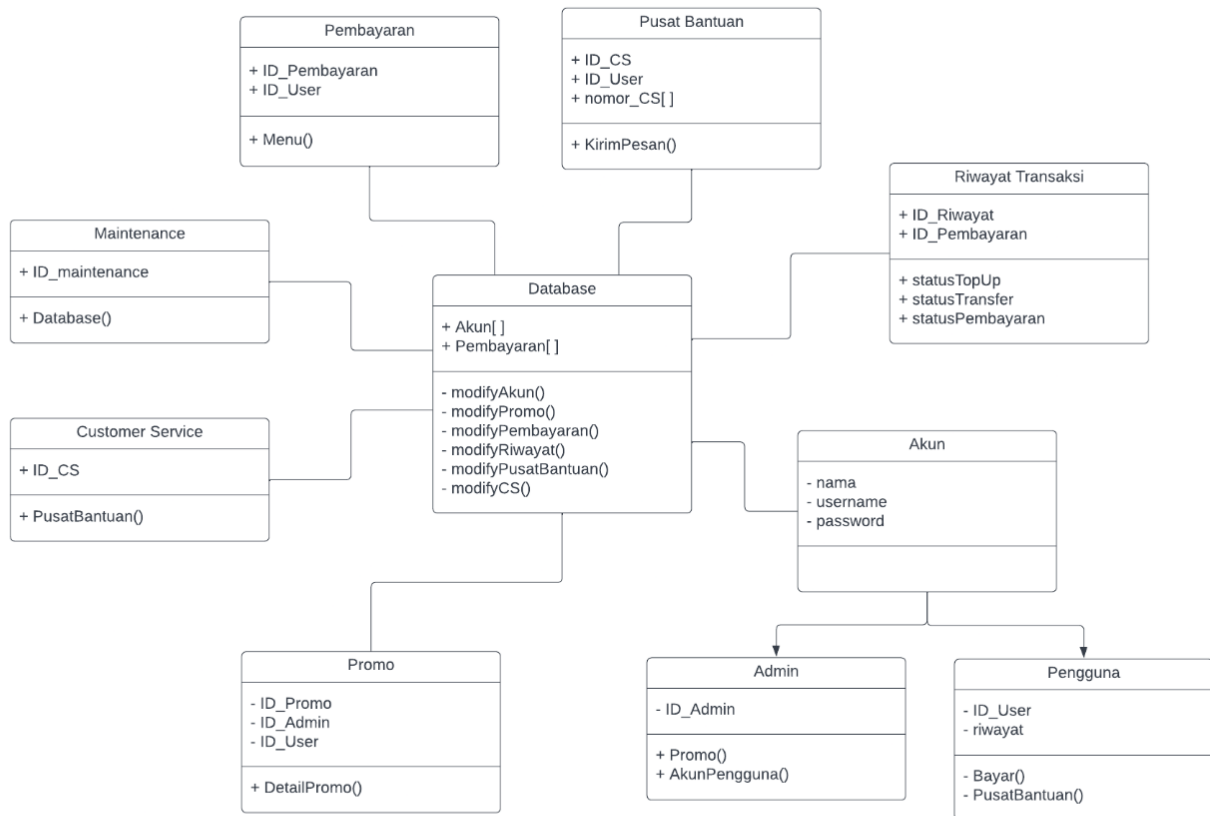 Pembayaran
+ ID_Pembayaran
+ ID_User
+ Menu()
Pusat Bantuan
+ ID_CS
+ ID_User
+ nomor_CS[ ]
+ KirimPesan()
Riwayat Transaksi
+ ID_Riwayat
+ ID_Pembayaran
+ statusTopUp
+ statusTransfer
+ statusPembayaran
Maintenance
+ ID_maintenance
+ Database()
Database
+ Akun[ ]
+ Pembayaran[ ]
- modifyAkun()
- modifyPromo()
- modifyPembayaran()
- modifyRiwayat()
- modifyPusatBantuan()
- modifyCS()
Customer Service
+ ID_CS
+ PusatBantuan()
Akun
- nama
- username
- password
Promo
- ID_Promo
- ID_Admin
- ID_User
+ DetailPromo()
Admin
- ID_Admin
+ Promo()
+ AkunPengguna()
Pengguna
- ID_User
- riwayat
- Bayar()
- PusatBantuan()